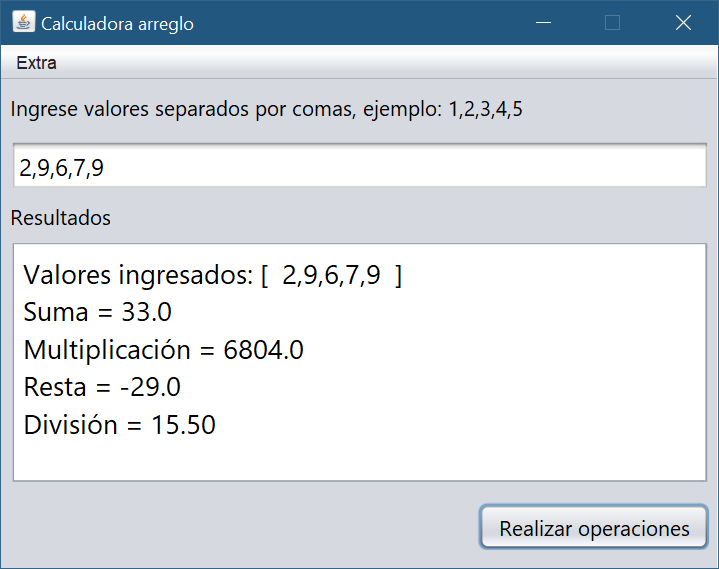 Calculadora arreglo
Extra
Ingrese valores separados por comas, ejemplo: 1,2,3,4,5
2,9,6,7,9
Resultados
Valores ingresados: [  2,9,6,7,9  ]
Suma = 33.0
Multiplicación = 6804.0
Resta = -29.0
División = 15.50
Realizar operaciones